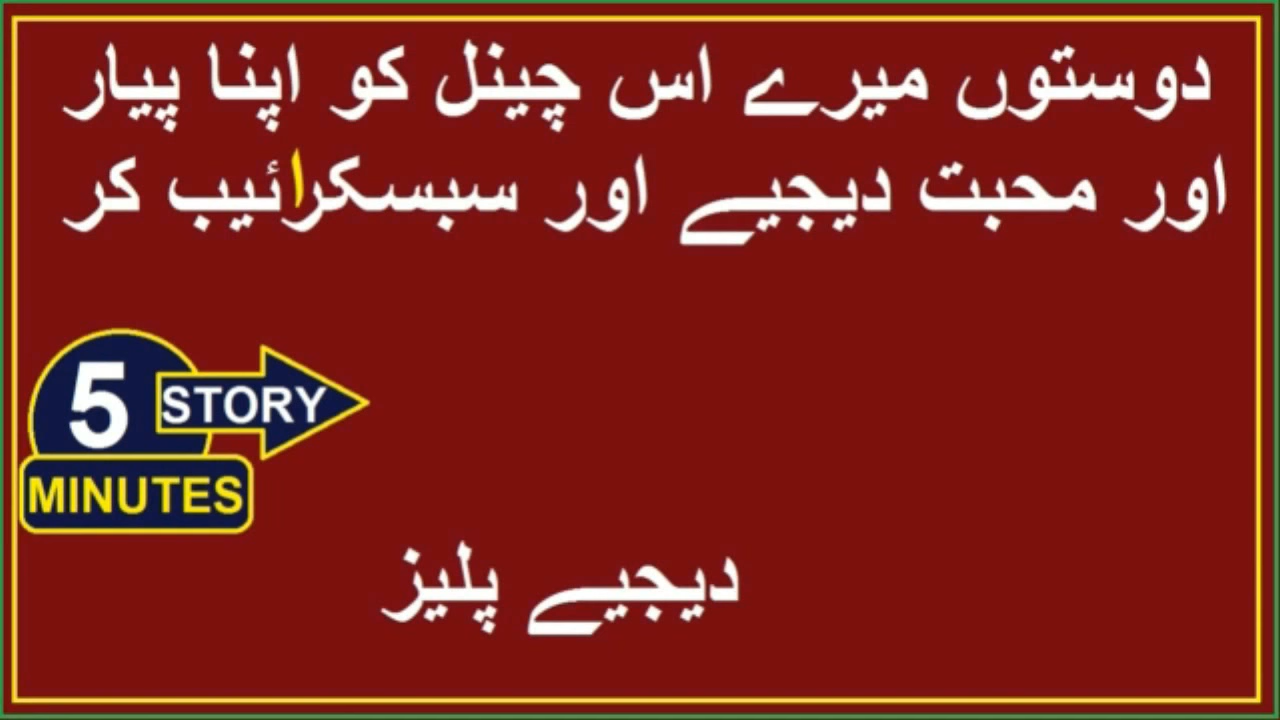 دوستوں میرے اس چینل کو اپنا پیار
اور محبت دیجیے اور سبسکرائیب کر
5 STORY
MINUTES
دیجیے پلیز